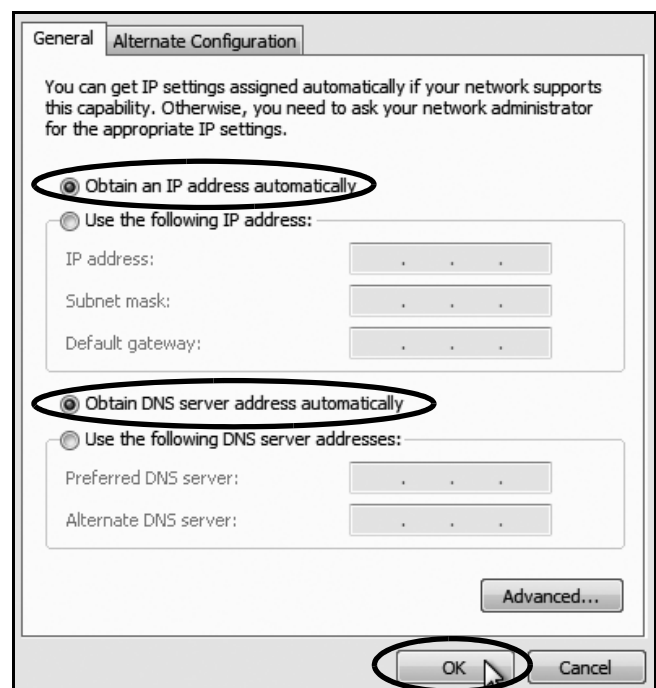 General
Alternate Configuration
You can get IP settings assigned automatically if your network supports
this capability. Otherwise, you need to ask your network administrator
for the appropriate IP settings.
Obtain an IP address automatically
Use the following IP address:
IP address:
Subnet mask:
Default gateway:
Obtain DNS server address automatically
Use the following DNS server addresses:
Preferred DNS server:
Alternate DNS server:
Advanced...
OK
Cancel